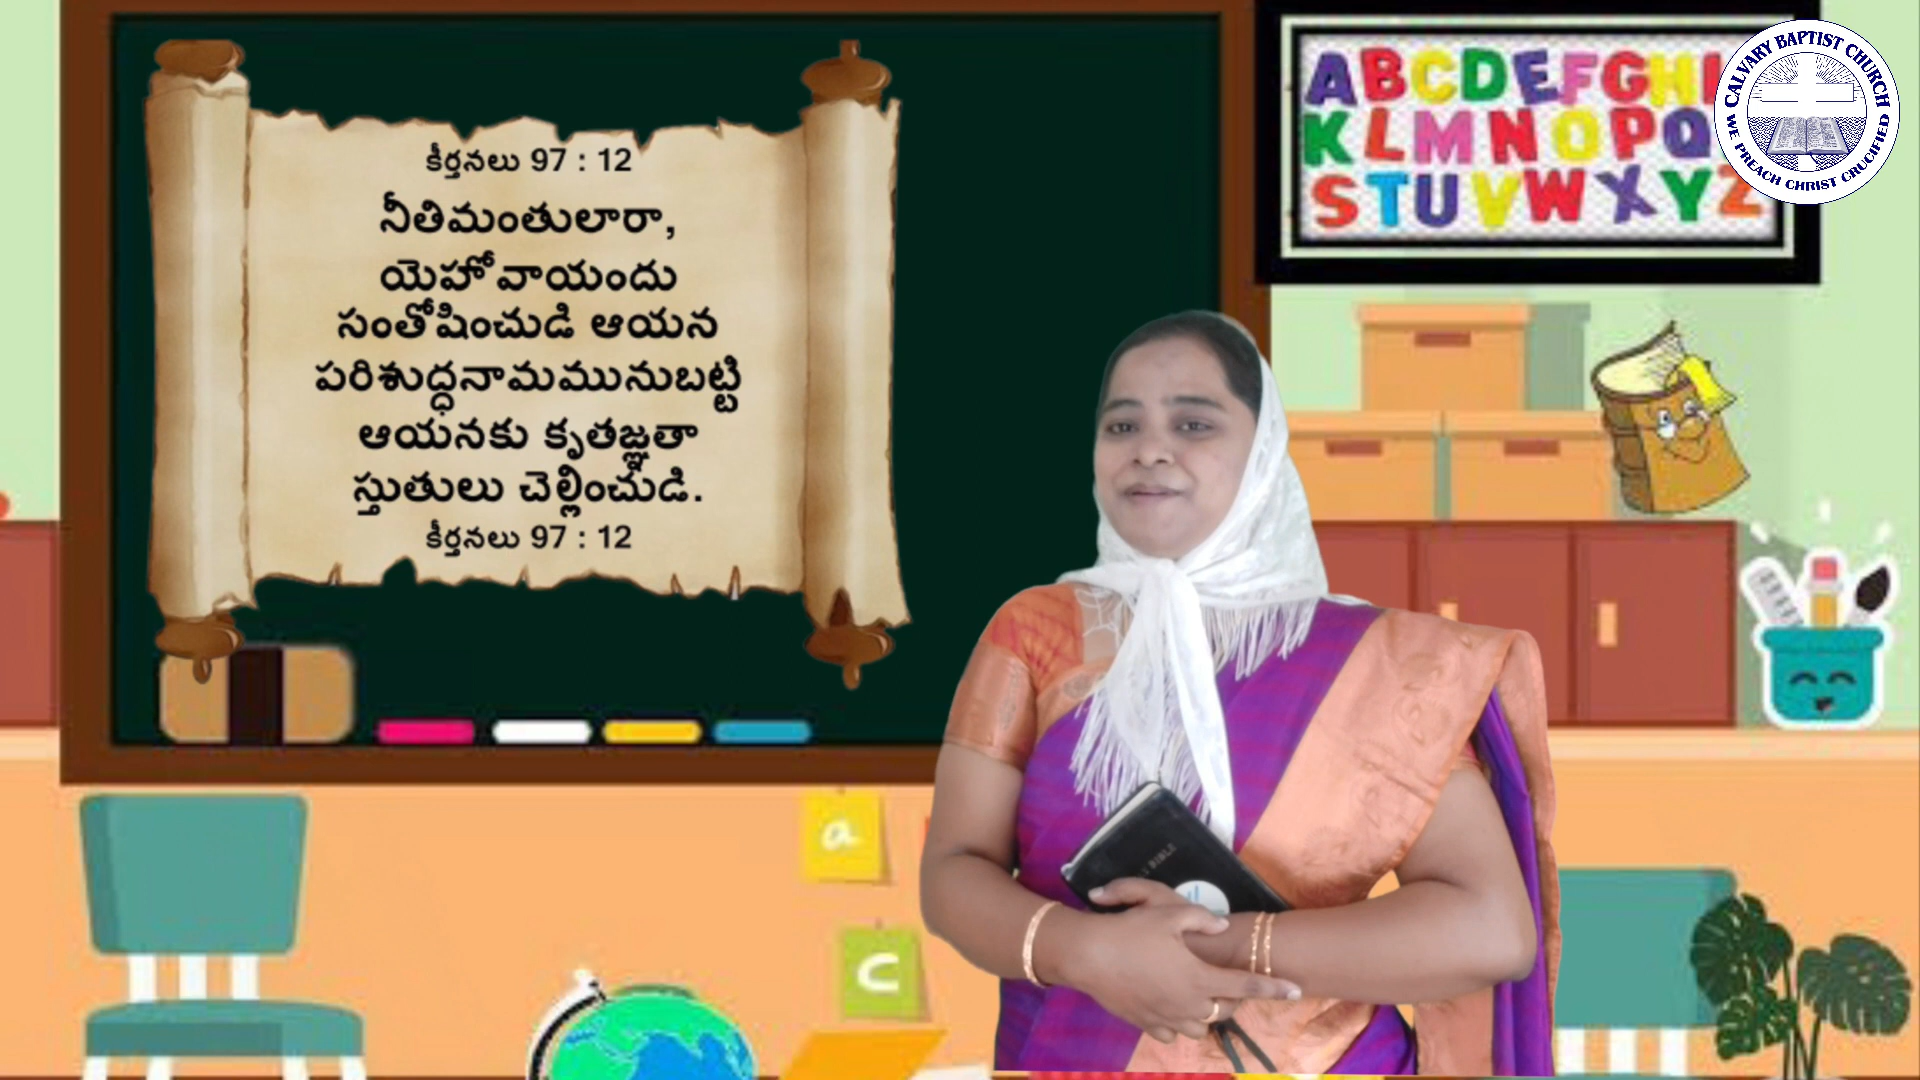 కీర్తనలు 97 : 12
నీతిమంతులారా,
యెహోవాయందు
సంతోషించుడి ఆయన
పరిశుద్ధనామమునుబట్టి
ఆయనకు కృతజ్ఞతా
స్తుతులు చెల్లించుడి.
కీర్తనలు 97 : 12
ABCDEFGHI
KLMNOPQ
STUVWXYZ
CALVARY BAPTIST CHURCH
WE PREACH CHRIST CRUCIFIED
BIBLE
a
C